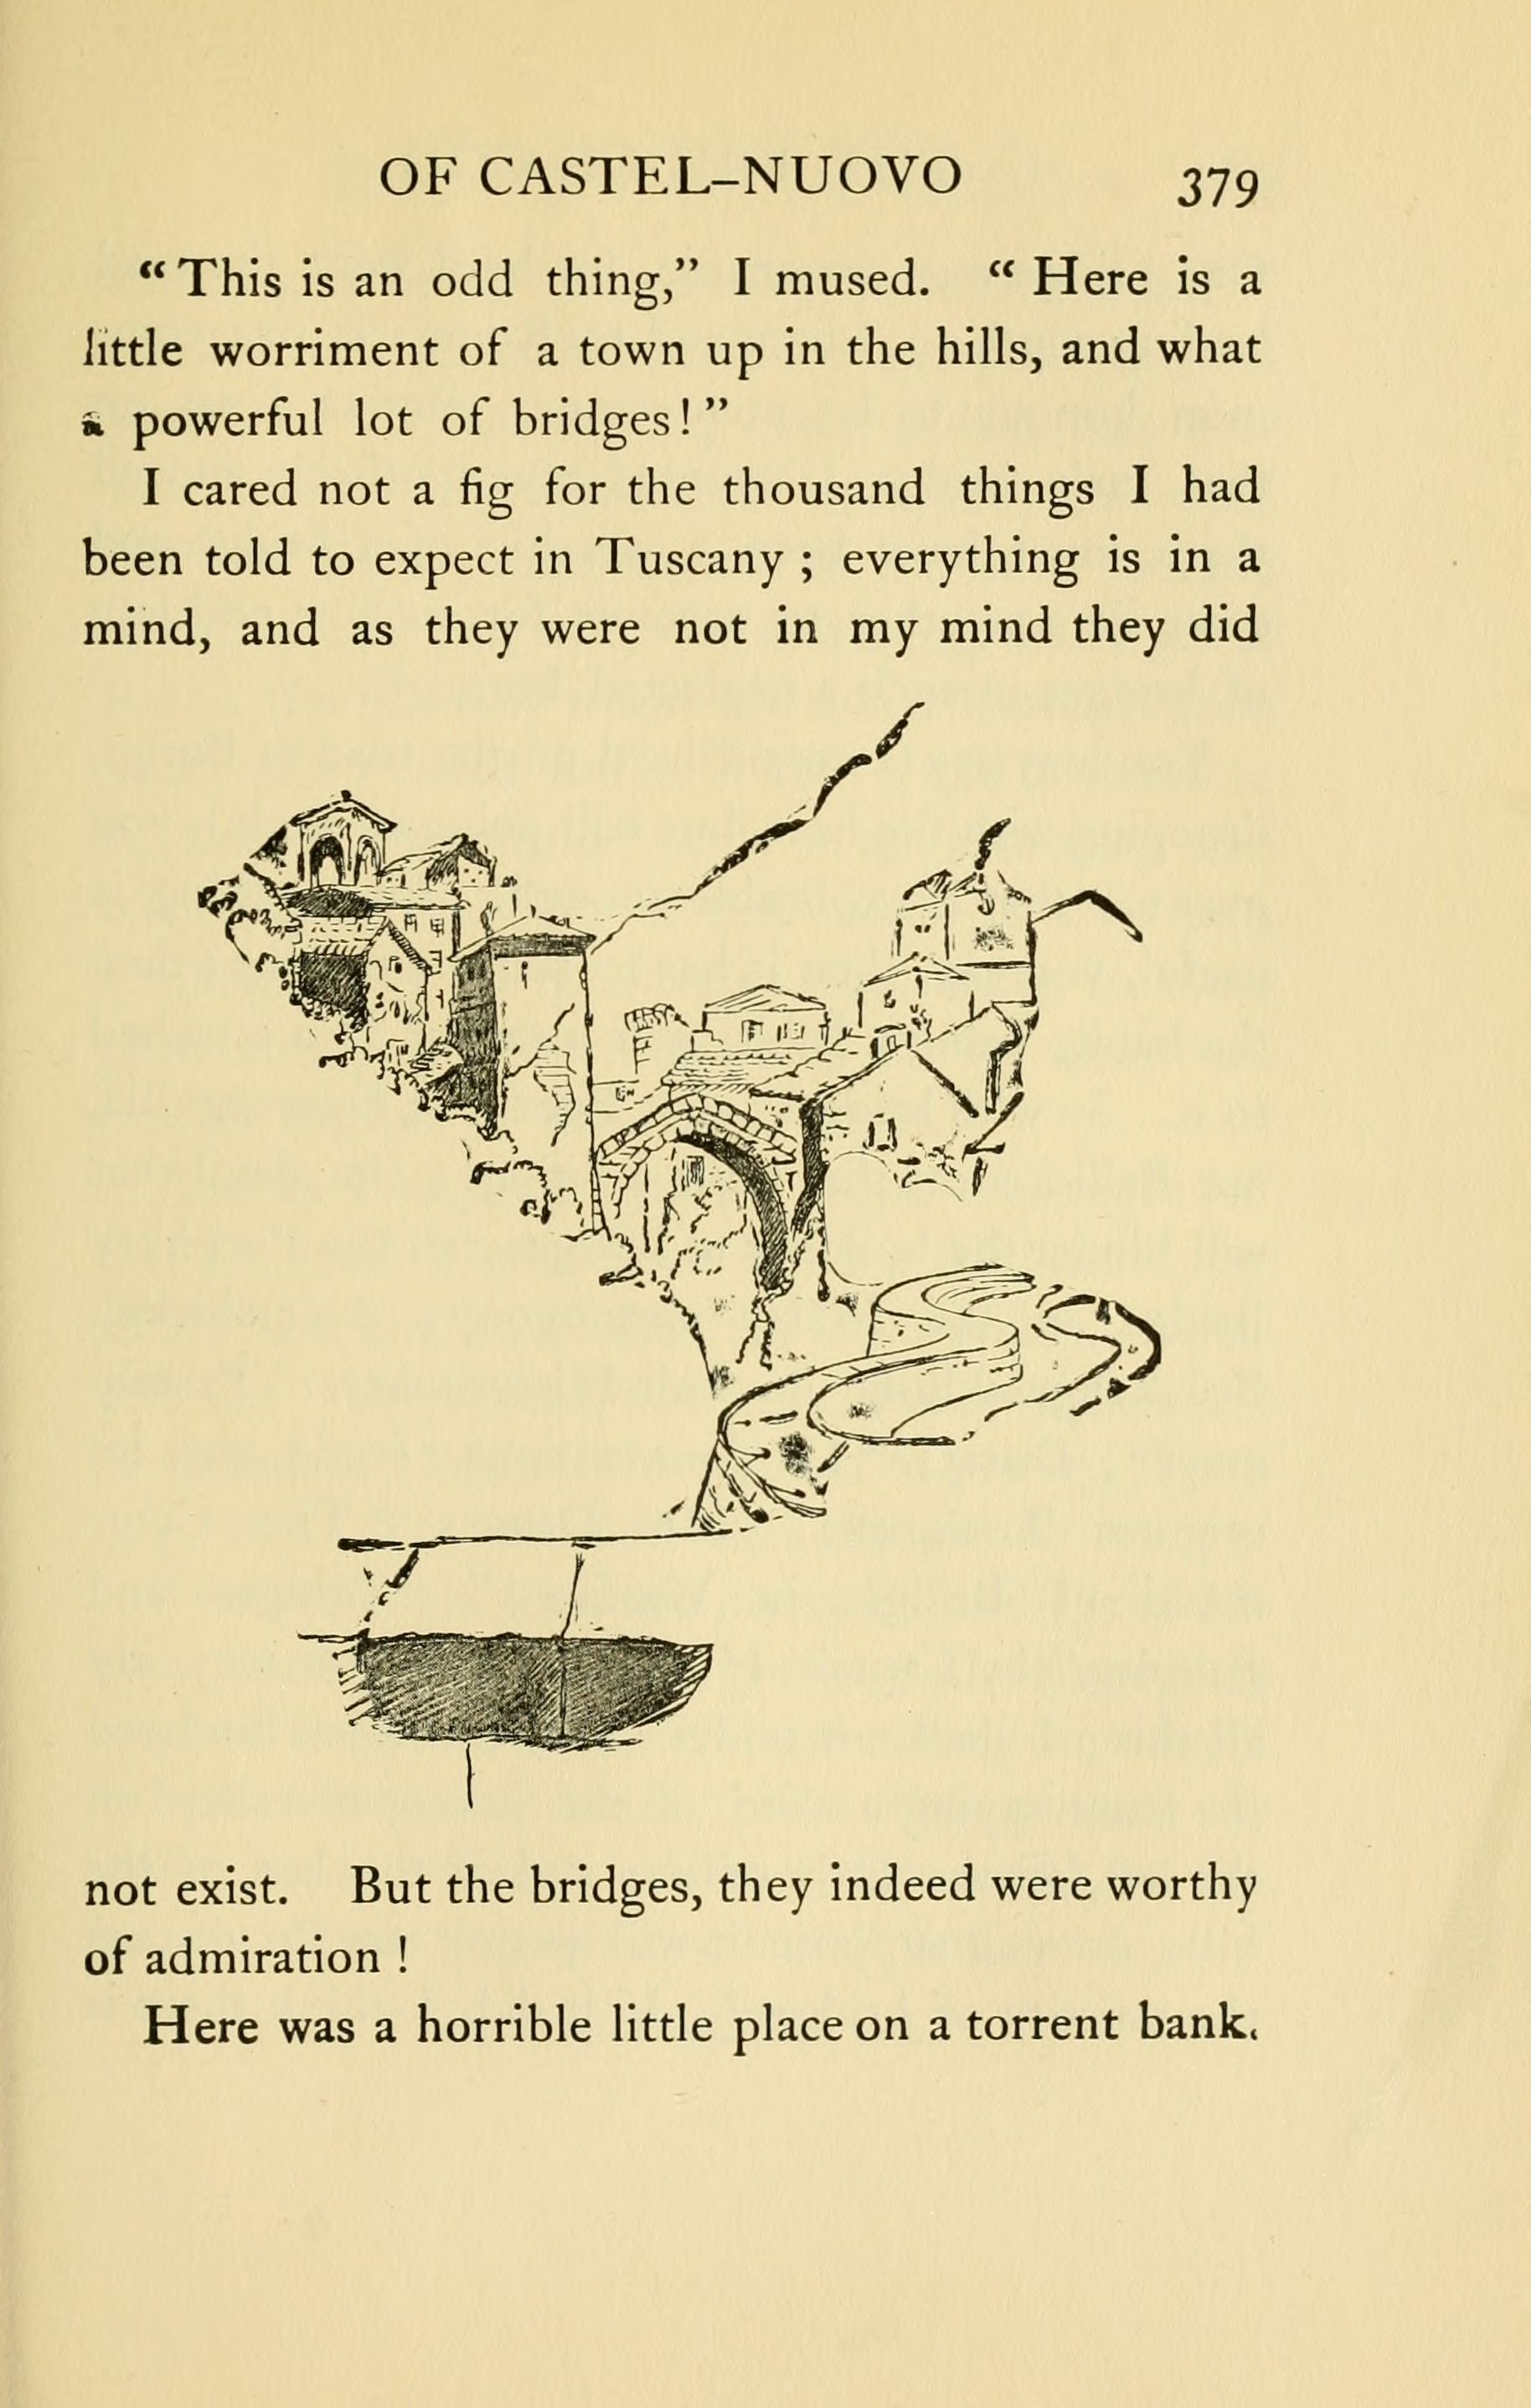 OF CASTEL-NUOVO 379
“This is an odd thing,” I mused. “Here is a
little worriment of a town up in the hills, and what
a powerful lot of bridges!”
I cared not a fig for the thousand things I had
been told to expect in Tuscany; everything is in a
mind, and as they were not in my mind they did
not exist. But the bridges, they indeed were worthy
of admiration!
Here was a horrible little place on a torrent bank.